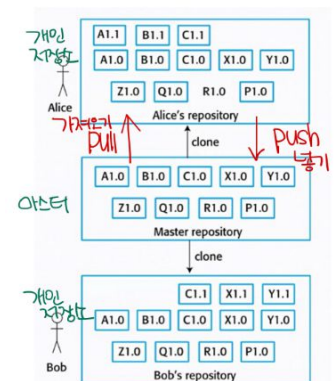 개인
저장소
A1.1 B1.1 C1.1
A1.0 B1.0 C1.0 X1.0 Y1.0
Z1.0 Q1.0 R1.0 P1.0
Alice
Alice's repository
가져오기
Pull
clone
push
넣기
마스터
A1.0 B1.0 C1.0 X1.0 Y1.0
Z1.0 Q1.0 R1.0 P1.0
Master repository
clone
개인
저장소
C1.1 X1.1 Y1.1
A1.0 B1.0 C1.0 X1.0 Y1.0
Z1.0 Q1.0 R1.0 P1.0
Bob
Bob's repository